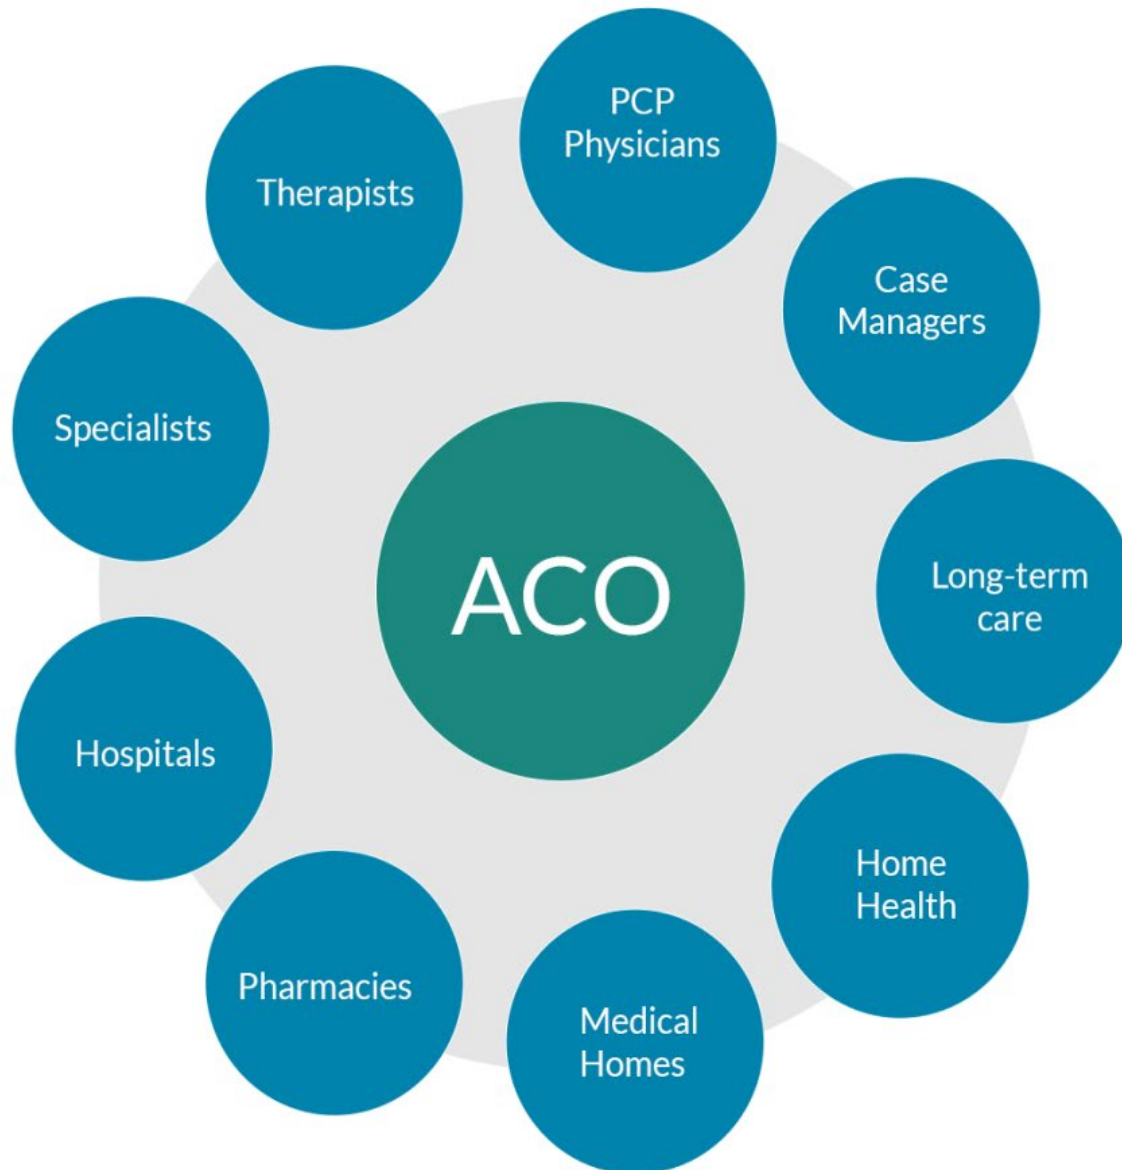 PCP
Physicians
Therapists
Case
Managers
Specialists
ACO
Long-term
care
Hospitals
Home
Health
Pharmacies
Medical
Homes